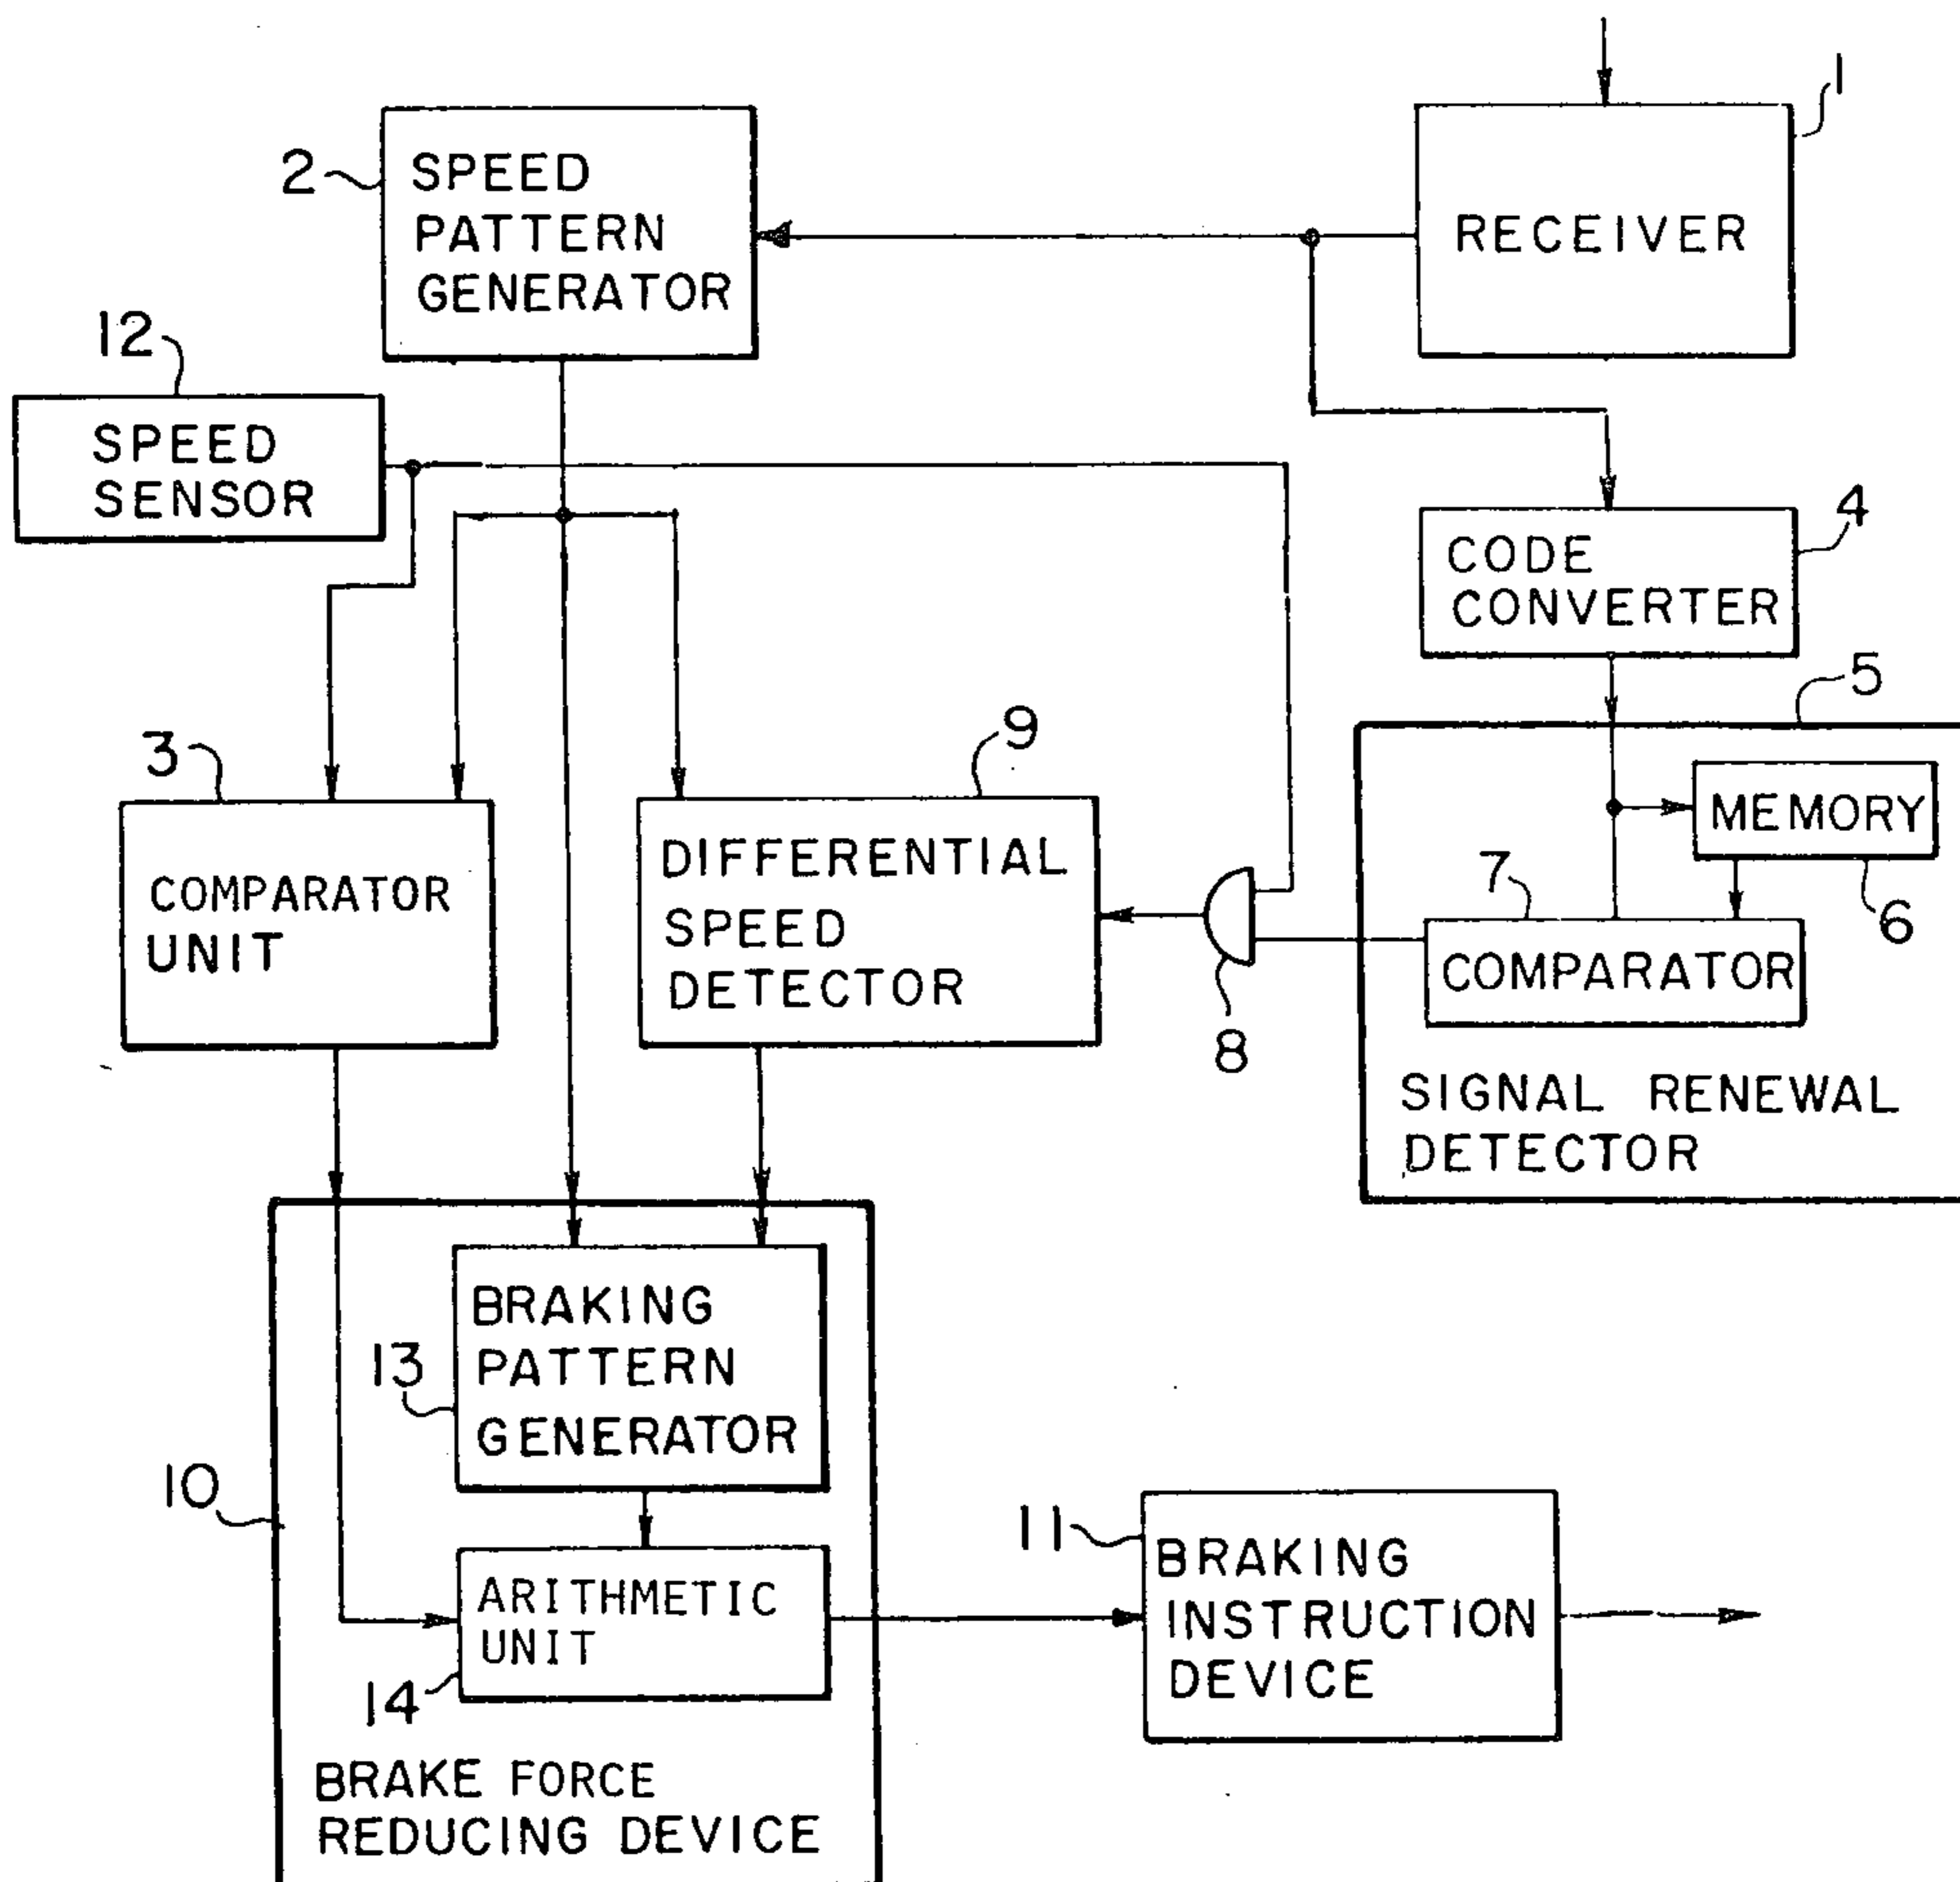 1
2
SPEED
PATTERN
GENERATOR
RECEIVER
12
SPEED
SENSOR
4
CODE
CONVERTER
5
3
9
MEMORY
DIFFERENTIAL
SPEED
DETECTOR
COMPARATOR
UNIT
7
6
COMPARATOR
8
SIGNAL RENEWAL
DETECTOR
BRAKING
PATTERN
GENERATOR
13
10
11
BRAKING
INSTRUCTION
DEVICE
ARITHMETIC
UNIT
14
BRAKE FORCE
REDUCING DEVICE